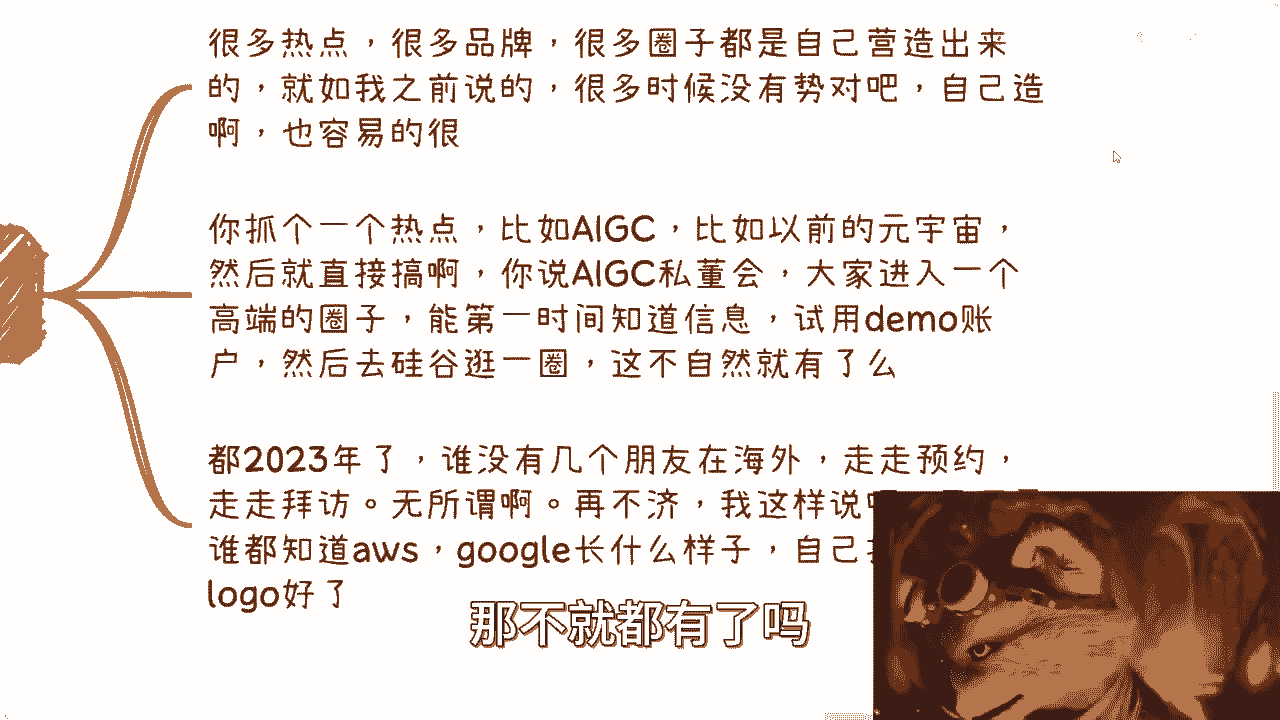 很多热点，很多品牌，很多圈子都是自己营造出来
的，就如我之前说的，很多时候没有势对吧，自己造
啊，也容易的很
你抓个一个热点，比如AIGC，比如以前的元宇宙，
然后就直接搞啊，你说AIGC私董会，大家进入一个
高端的圈子，能第一时间知道信息，试用demo账
户，然后去硅谷逛一圈，这不自然就有了么
都2023年了，谁没有几个朋友在海外，走走预约，
走走拜访。无所谓啊。再不济，我这样说
谁都知道aws，google长什么样子，自己
logo好了
那不就都有了吗